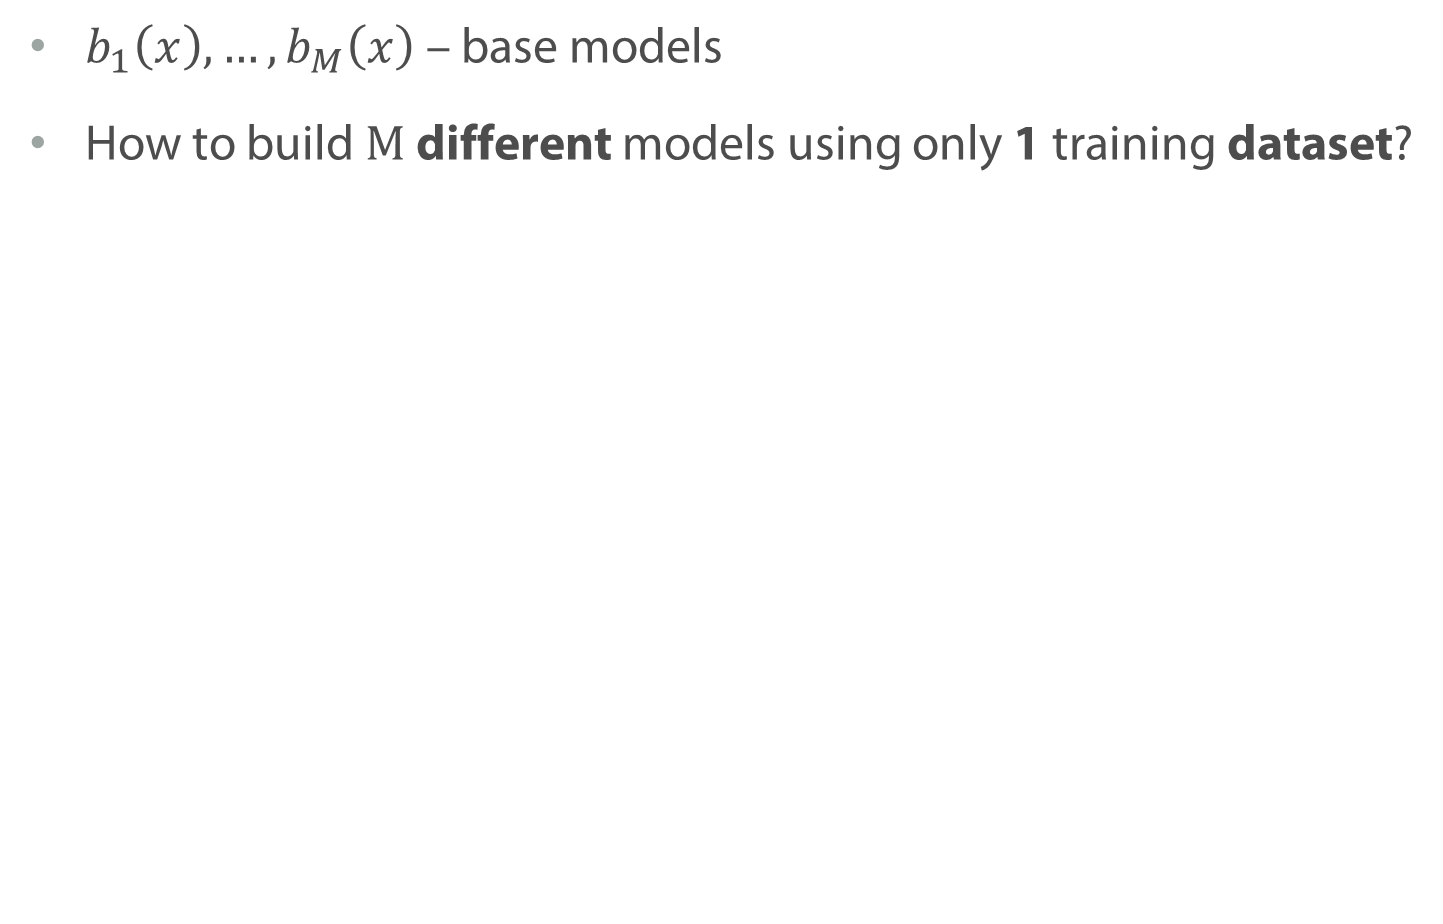 • b₁(x), … , b_M(x) – base models
• How to build M different models using only 1 training dataset?